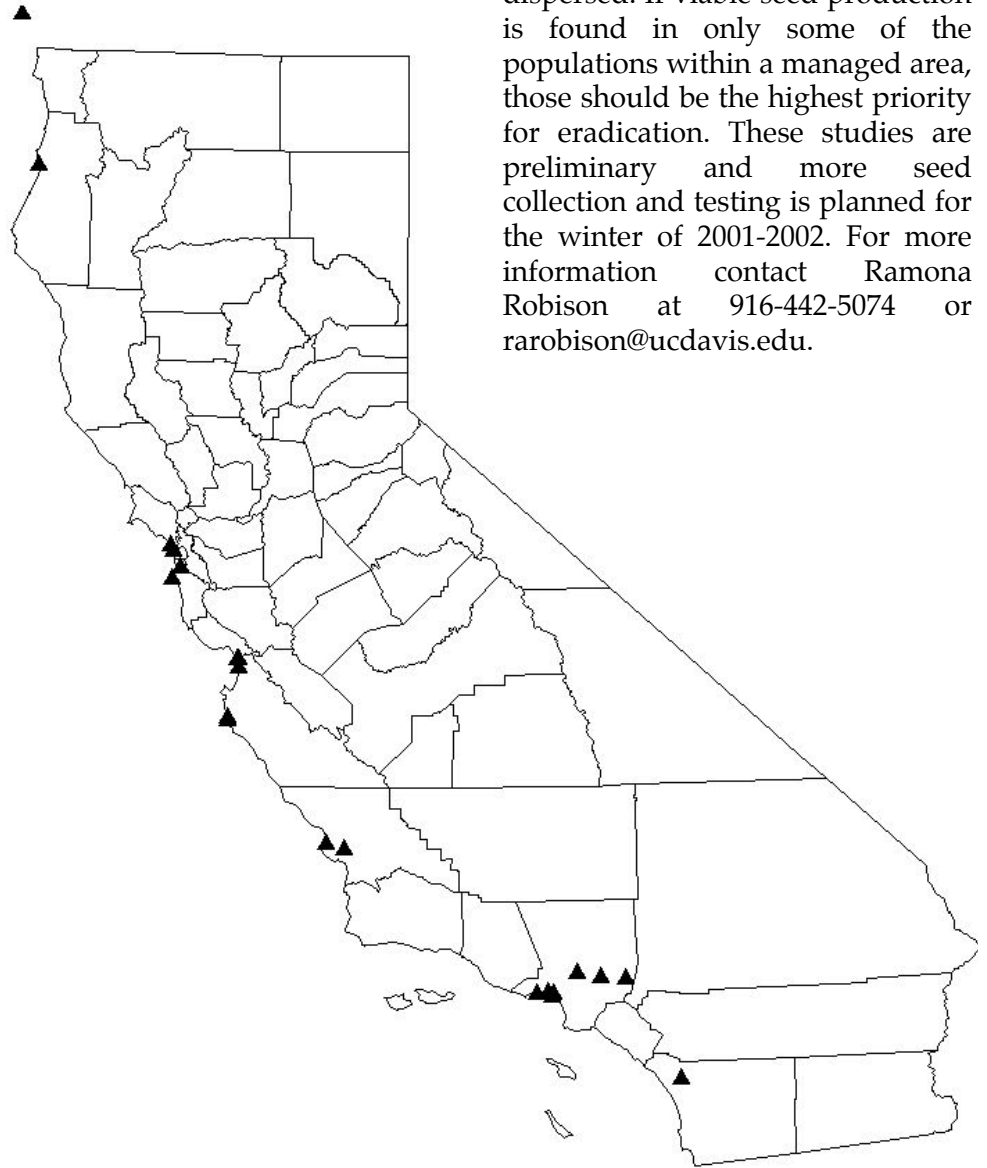 dispersed. If viable seed production
is found in only some of the
populations within a managed area,
those should be the highest priority
for eradication. These studies are
preliminary and more seed
collection and testing is planned for
the winter of 2001-2002. For more
information contact Ramona
Robison at 916-442-5074 or
rarobison@ucdavis.edu.